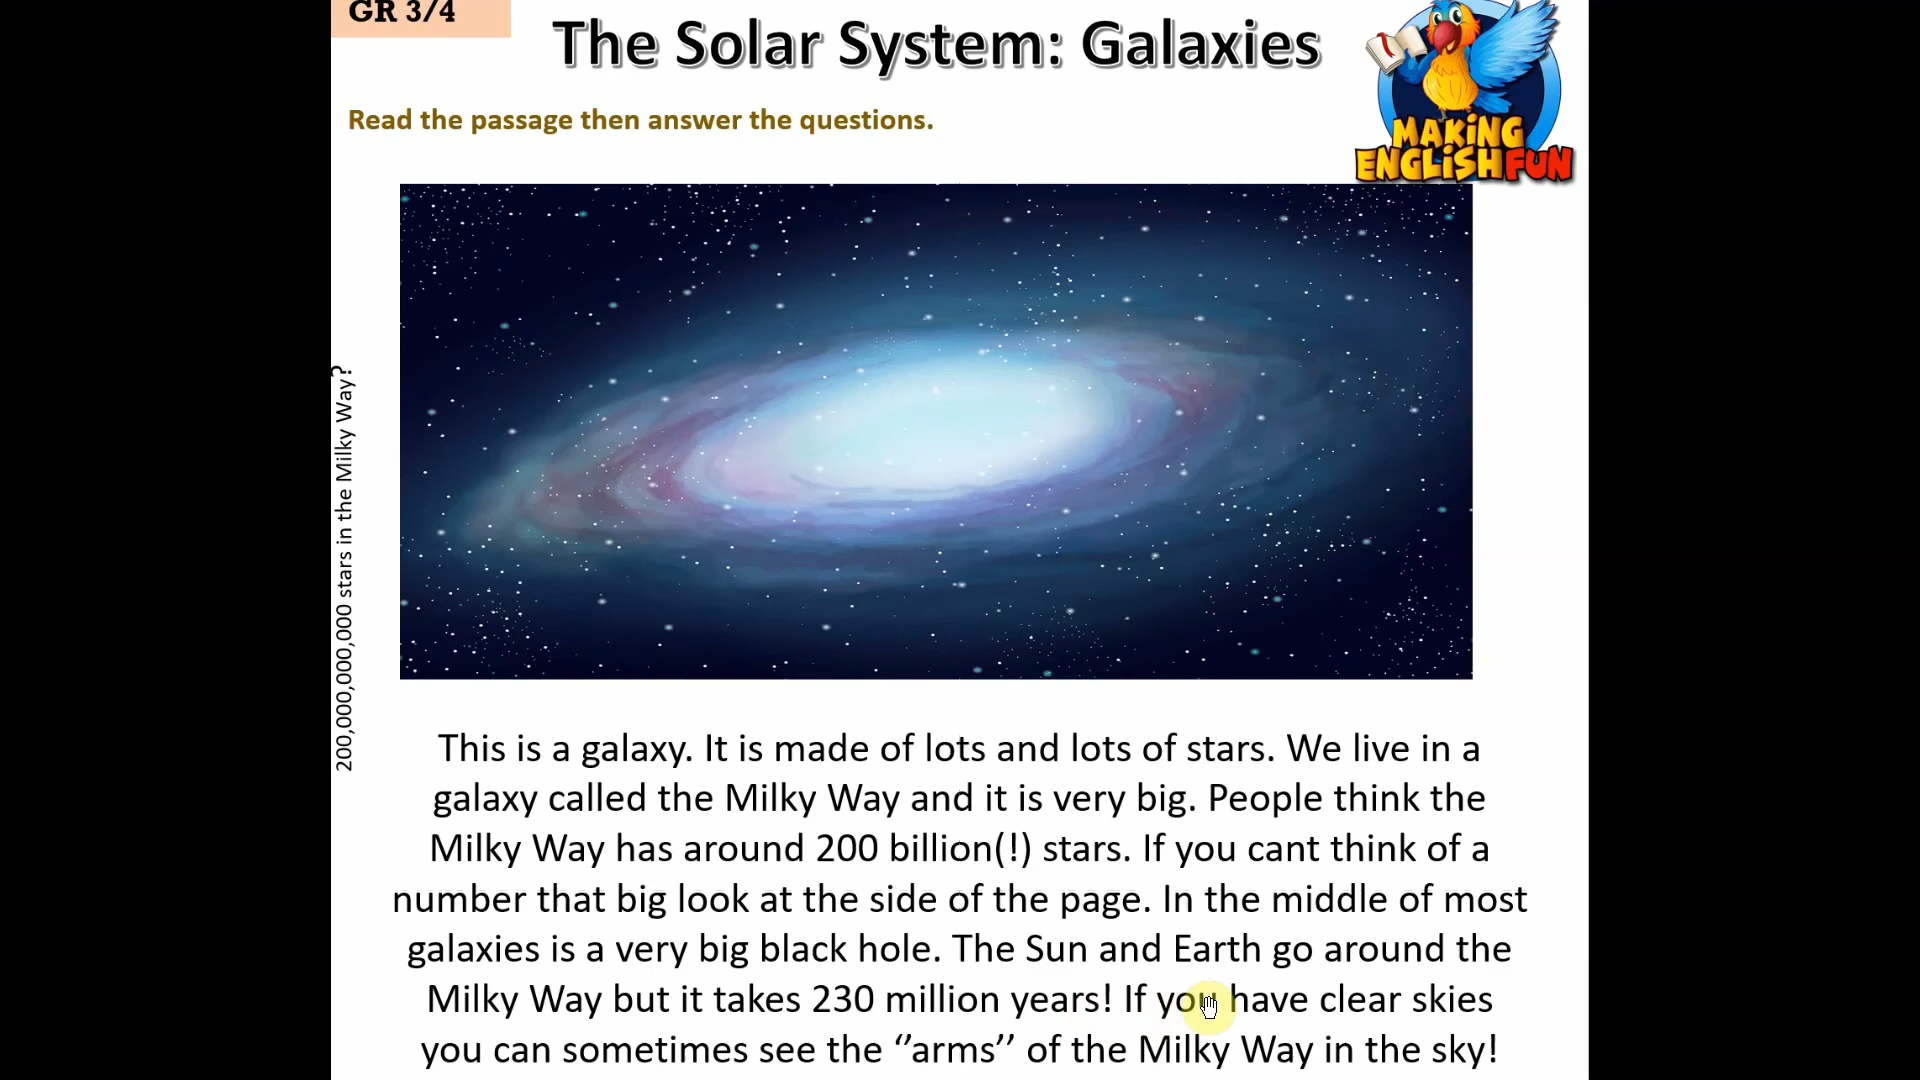 GR 3/4
The Solar System: Galaxies
MAKING
ENGLISHFUN
Read the passage then answer the questions.
200,000,000,000 stars in the Milky Way?
This is a galaxy. It is made of lots and lots of stars. We live in a
galaxy called the Milky Way and it is very big. People think the
Milky Way has around 200 billion(!) stars. If you cant think of a
number that big look at the side of the page. In the middle of most
galaxies is a very big black hole. The Sun and Earth go around the
Milky Way but it takes 230 million years! If you have clear skies
you can sometimes see the ‘’arms’’ of the Milky Way in the sky!